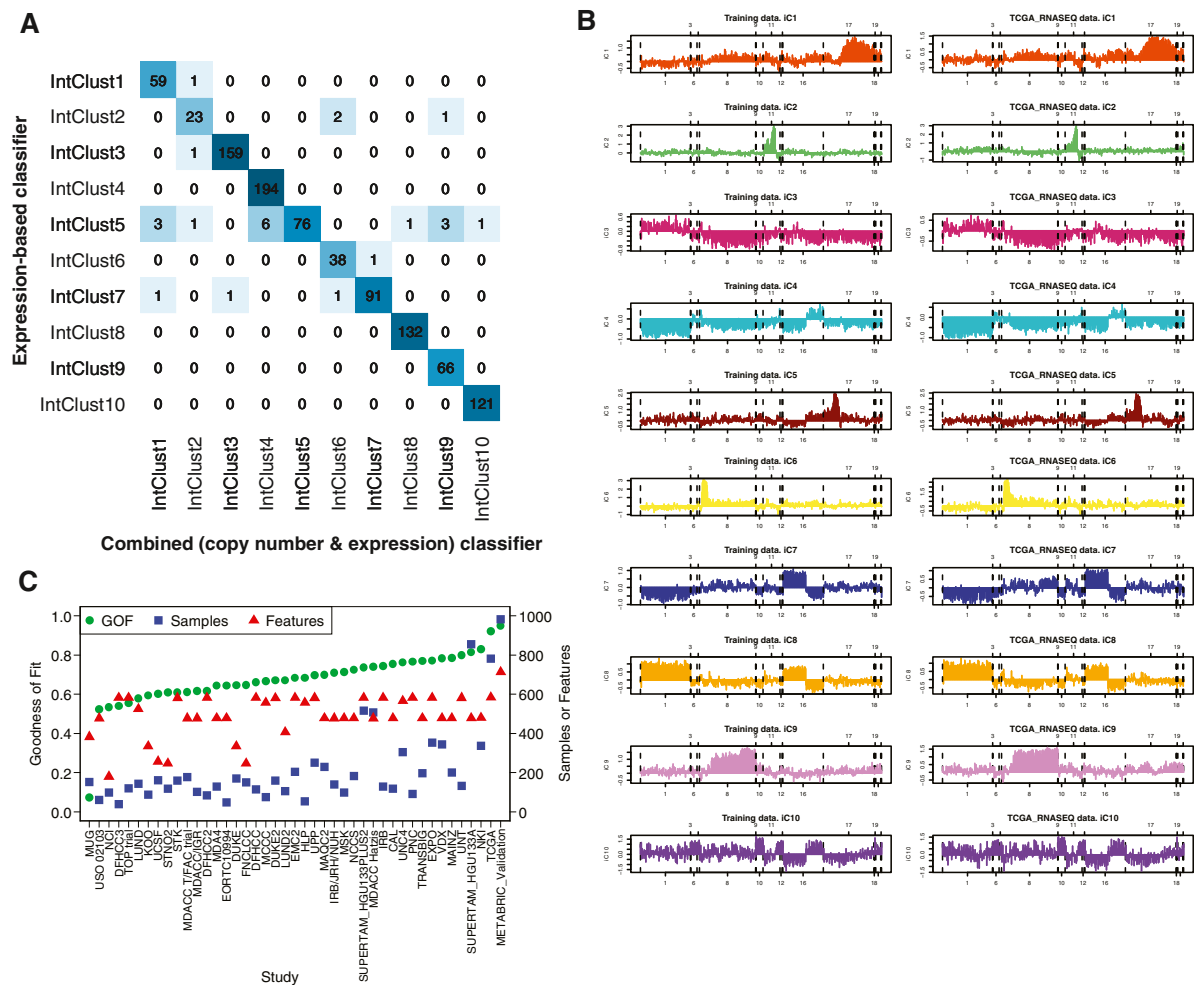 A
Expression-based classifier
IntClust1 59 1 0 0 0 0 0 0 0 0
IntClust2 0 23 0 0 0 2 0 0 1 0
IntClust3 0 1 159 0 0 0 0 0 0 0
IntClust4 0 0 0 194 0 0 0 0 0 0
IntClust5 3 1 0 6 76 0 0 1 3 1
IntClust6 0 0 0 0 0 38 1 0 0 0
IntClust7 1 0 1 0 0 1 91 0 0 0
IntClust8 0 0 0 0 0 0 0 132 0 0
IntClust9 0 0 0 0 0 0 0 0 66 0
IntClust10 0 0 0 0 0 0 0 0 0 121
IntClust1 IntClust2 IntClust3 IntClust4 IntClust5 IntClust6 IntClust7 IntClust8 IntClust9 IntClust10
Combined (copy number & expression) classifier
B
Training data. iC1
TCGA_RNASEQ data. iC1
Training data. iC2
TCGA_RNASEQ data. iC2
Training data. iC3
TCGA_RNASEQ data. iC3
Training data. iC4
TCGA_RNASEQ data. iC4
Training data. iC5
TCGA_RNASEQ data. iC5
Training data. iC6
TCGA_RNASEQ data. iC6
Training data. iC7
TCGA_RNASEQ data. iC7
Training data. iC8
TCGA_RNASEQ data. iC8
Training data. iC9
TCGA_RNASEQ data. iC9
Training data. iC10
TCGA_RNASEQ data. iC10
3 11 17 19
1 6 8 10 12 16 18
C
GOF Samples Features
Goodness of Fit
1.0
0.8
0.6
0.4
0.2
0.0
Samples or Features
1000
800
600
400
200
0
MUG
USO 02103
NCI
DFHCC3
TOP trial
LUND
KOO
UCSF
STNO2
STK
MDACC T/FAC trial
MDACC/IGR
DFHCC2
MDA4
EORTC10994
DUKE
FNCLCC
DFHCC
MCCC
DUKE2
LUND2
EMC2
HLP
UPP
MAQC2
IRB/JRH/NUIH
MSK
NCCS
SUPERTAM_HGU133PLUS2
MDACC Hatzis
IRB
CAL
UNC4
PNC
TRANSBIG
EXPO
VDX
MAINZ
UNT
SUPERTAM_HGU133A
NKI
TCGA
METABRIC_Validation
Study